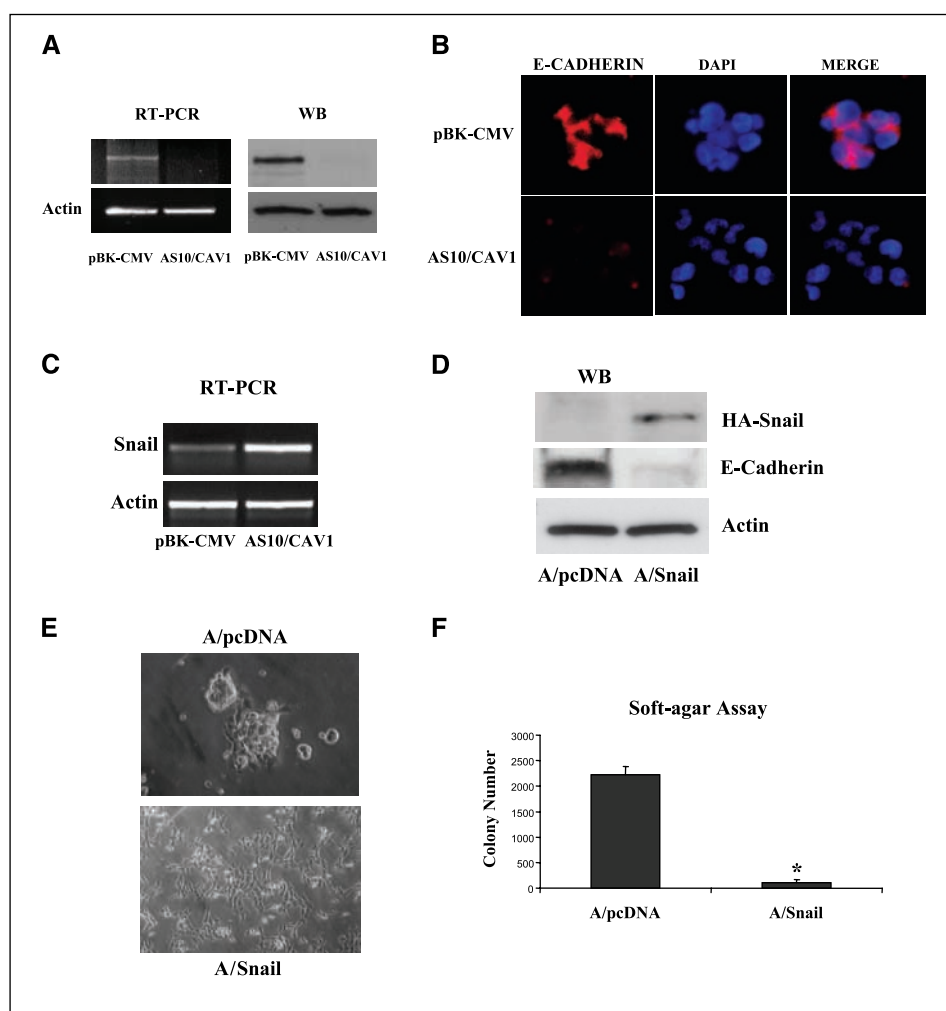 A
RT-PCR WB
Actin
pBK-CMV AS10/CAV1 pBK-CMV AS10/CAV1
B
E-CADHERIN DAPI MERGE
pBK-CMV
AS10/CAV1
C
RT-PCR
Snail
Actin
pBK-CMV AS10/CAV1
D
WB
HA-Snail
E-Cadherin
Actin
A/pcDNA A/Snail
E
A/pcDNA
A/Snail
F
Soft-agar Assay
Colony Number
3000
2500
2000
1500
1000
500
0
*
A/pcDNA A/Snail